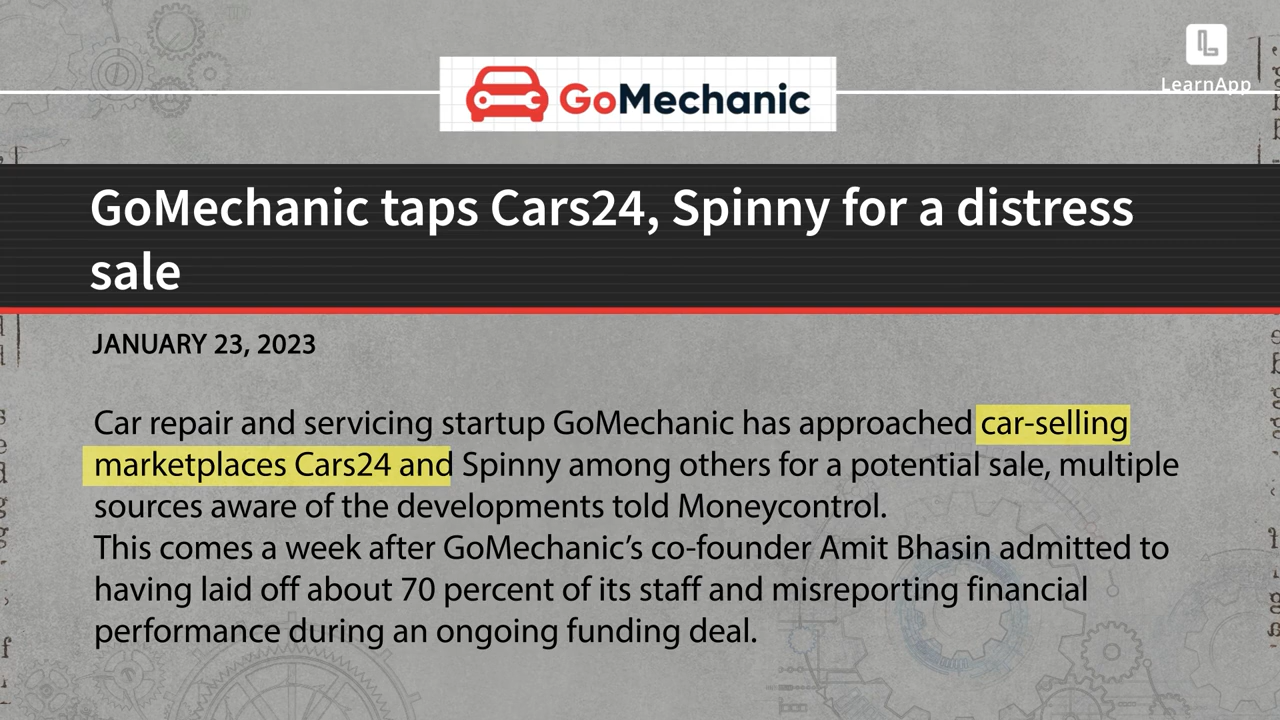 LearnApp
GoMechanic
GoMechanic taps Cars24, Spinny for a distress
sale
JANUARY 23, 2023
Car repair and servicing startup GoMechanic has approached car-selling
marketplaces Cars24 and Spinny among others for a potential sale, multiple
sources aware of the developments told Moneycontrol.
This comes a week after GoMechanic’s co-founder Amit Bhasin admitted to
having laid off about 70 percent of its staff and misreporting financial
performance during an ongoing funding deal.